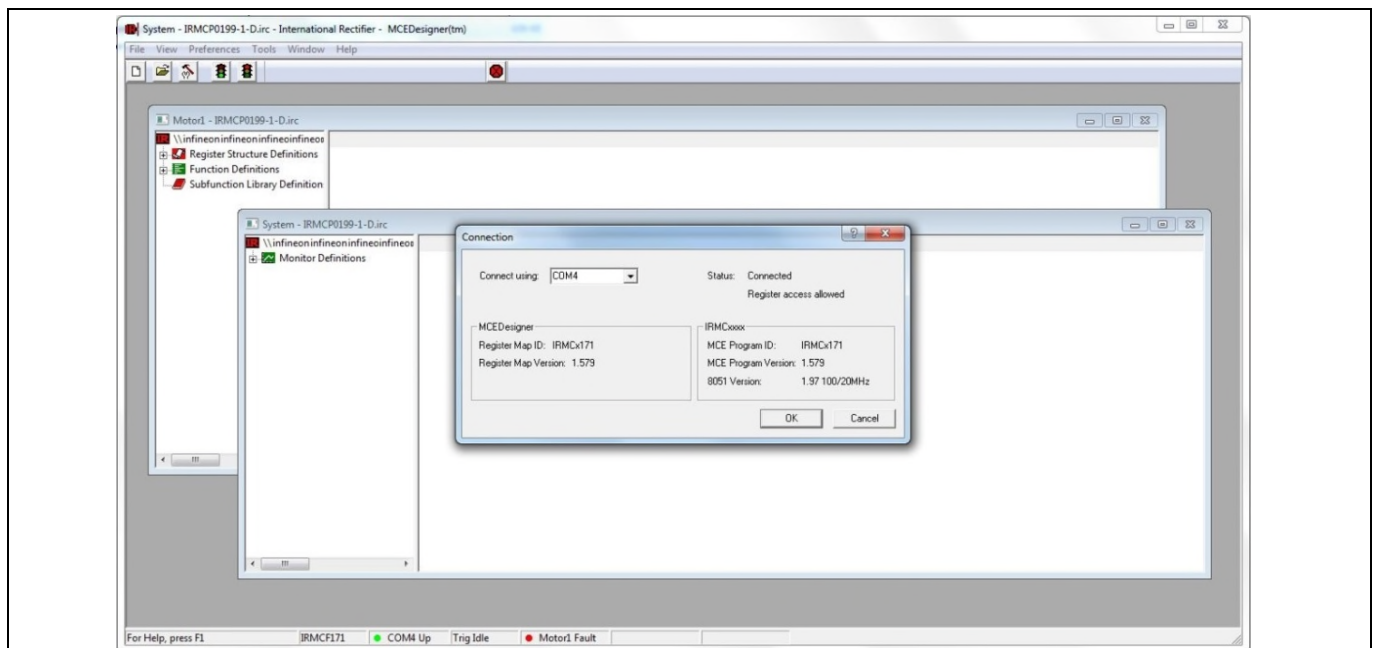 System - IRMCP0199-1-D.irc - International Rectifier - MCEDesigner(tm)
File View Preferences Tools Window Help
Motor1 - IRMCP0199-1-D.irc
\\infineoninfineoninfineoinfineor
Register Structure Definitions
Function Definitions
Subfunction Library Definition
System - IRMCP0199-1-D.irc
\\infineoninfineoninfineoinfineor
Monitor Definitions
Connection
Connect using: COM4
Status: Connected
Register access allowed
MCEDesigner
Register Map ID: IRMCx171
Register Map Version: 1.579
IRMCxxxx
MCE Program ID: IRMCx171
MCE Program Version: 1.579
8051 Version: 1.97 100/20MHz
OK Cancel
For Help, press F1 IRMCF171 COM4 Up Trig Idle Motor1 Fault